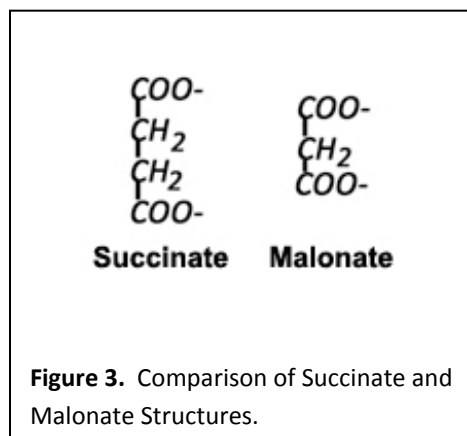 COO-
CH2
CH2
COO-
Succinate
COO-
CH2
COO-
Malonate
Figure 3. Comparison of Succinate and
Malonate Structures.